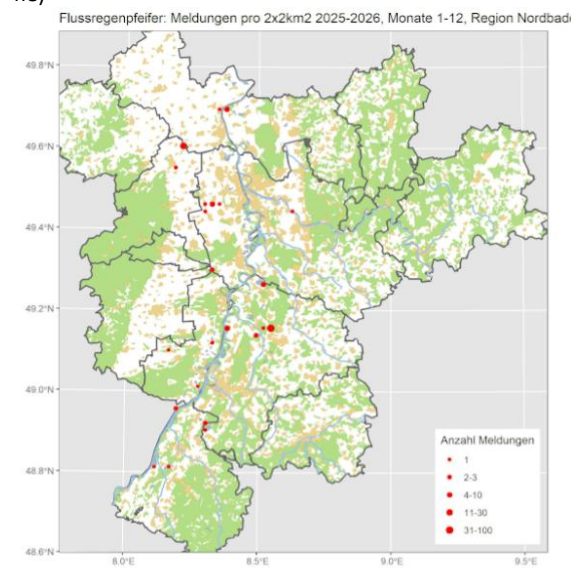 Flussregenpfeifer: Meldungen pro 2x2km2 2025-2026, Monate 1-12, Region Nordbade
49.8°N
49.6°N
49.4°N
49.2°N
49.0°N
48.8°N
48.6°N
8.0°E
8.5°E
9.0°E
9.5°E
Anzahl Meldungen
1
2-3
4-10
11-30
31-100